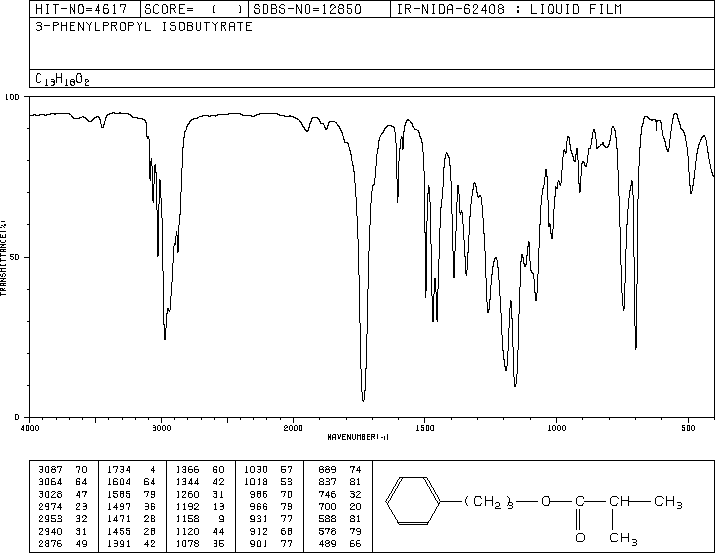 HIT-NO=4617 SCORE= ( ) SDBS-NO=12850 IR-NIDA-62408 : LIQUID FILM
3-PHENYLPROPYL ISOBUTYRATE
C13H18O2
100
50
0
TRANSMITTANCE(%)
4000 3000 2000 1500 1000 500
WAVENUMBER(-1)
3087 70 1734 4 1366 60 1030 57 889 74
3064 64 1604 64 1344 42 1018 53 837 81
3028 47 1585 79 1260 31 986 70 746 32
2974 23 1497 36 1192 13 966 79 700 20
2953 32 1471 28 1158 9 931 77 588 81
2940 31 1455 28 1120 44 912 68 578 79
2876 49 1391 42 1078 35 901 77 489 66
(CH2)3 O C CH CH3
O CH3